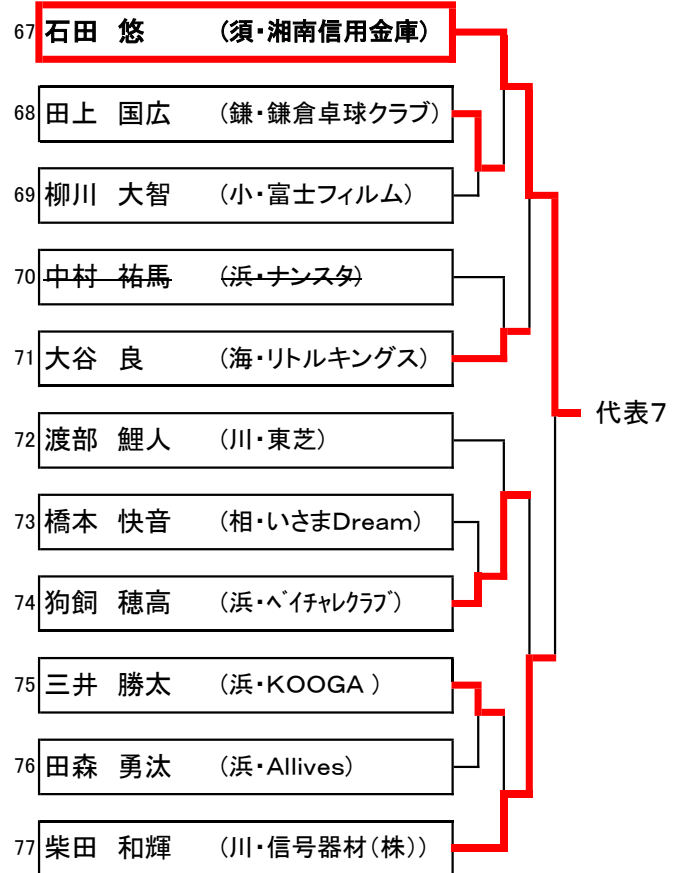 67 石田 悠 (須・湘南信用金庫)
68 田上 国広 (鎌・鎌倉卓球クラブ)
69 柳川 大智 (小・富士フィルム)
70 中村 祐馬 (浜・ナンスタ)
71 大谷 良 (海・リトルキングス)
代表7
72 渡部 鯉人 (川・東芝)
73 橋本 快音 (相・いさまDream)
74 狗飼 穂高 (浜・ベイチャレクラブ)
75 三井 勝太 (浜・KOOGA )
76 田森 勇汰 (浜・Allives)
77 柴田 和輝 (川・信号器材(株))